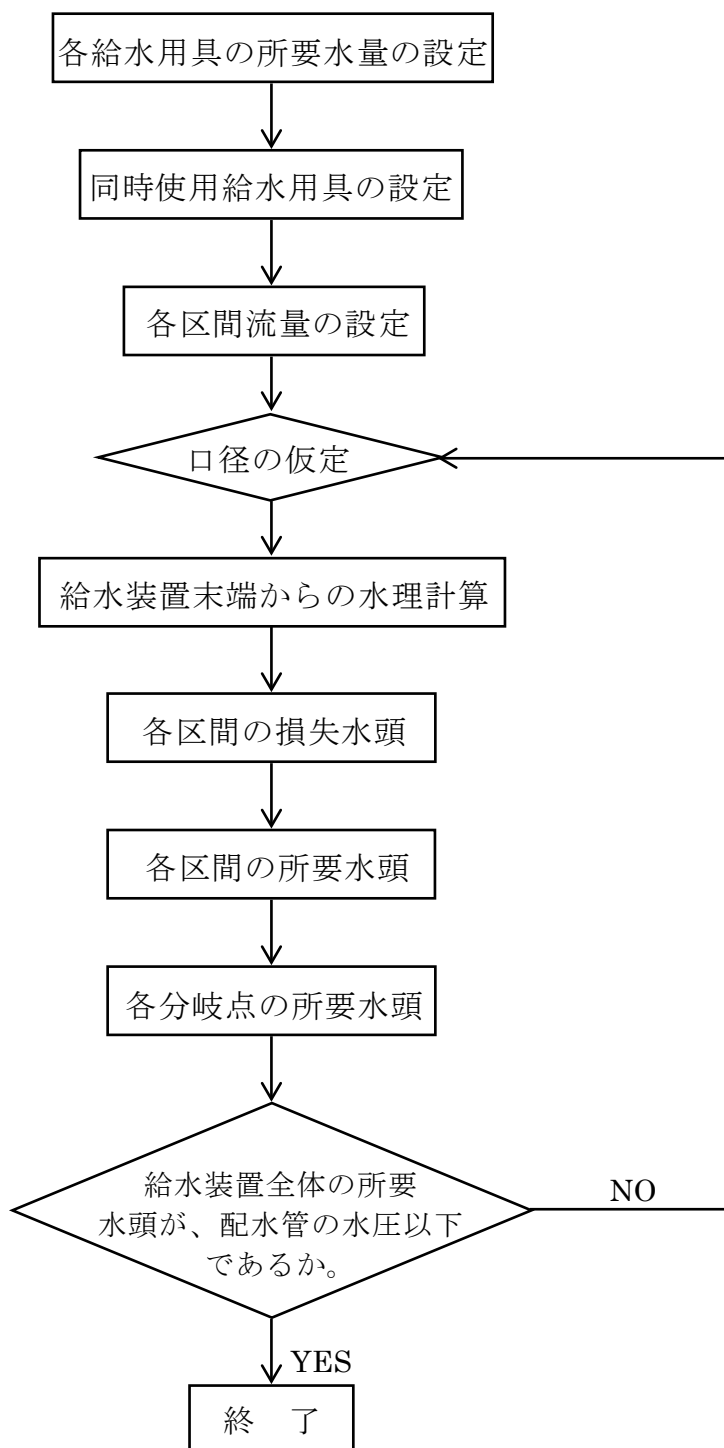 各給水用具の所要水量の設定
同時使用給水用具の設定
各区間流量の設定
口径の仮定
給水装置末端からの水理計算
各区間の損失水頭
各区間の所要水頭
各分岐点の所要水頭
給水装置全体の所要
水頭が、配水管の水圧以下
であるか。
NO
YES
終　了